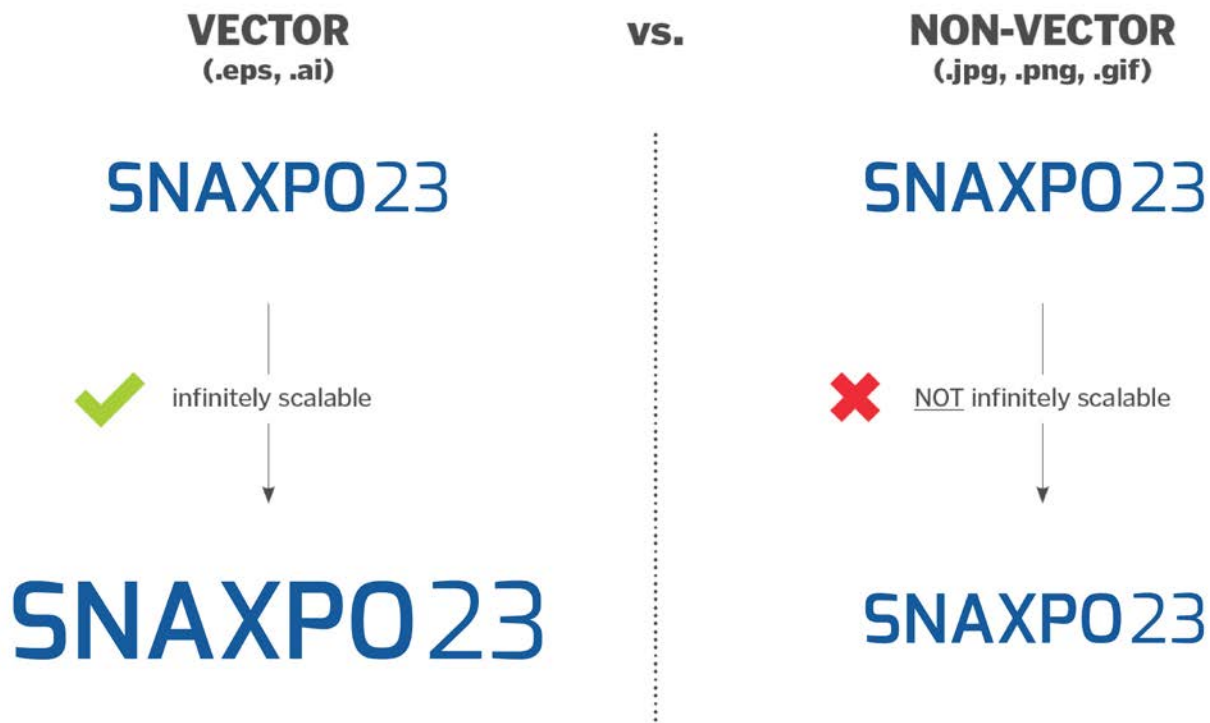 VECTOR
(.eps, .ai)
SNAXPO23
infinitely scalable
SNAXPO23
vs.
NON-VECTOR
(.jpg, .png, .gif)
SNAXPO23
NOT infinitely scalable
SNAXPO23